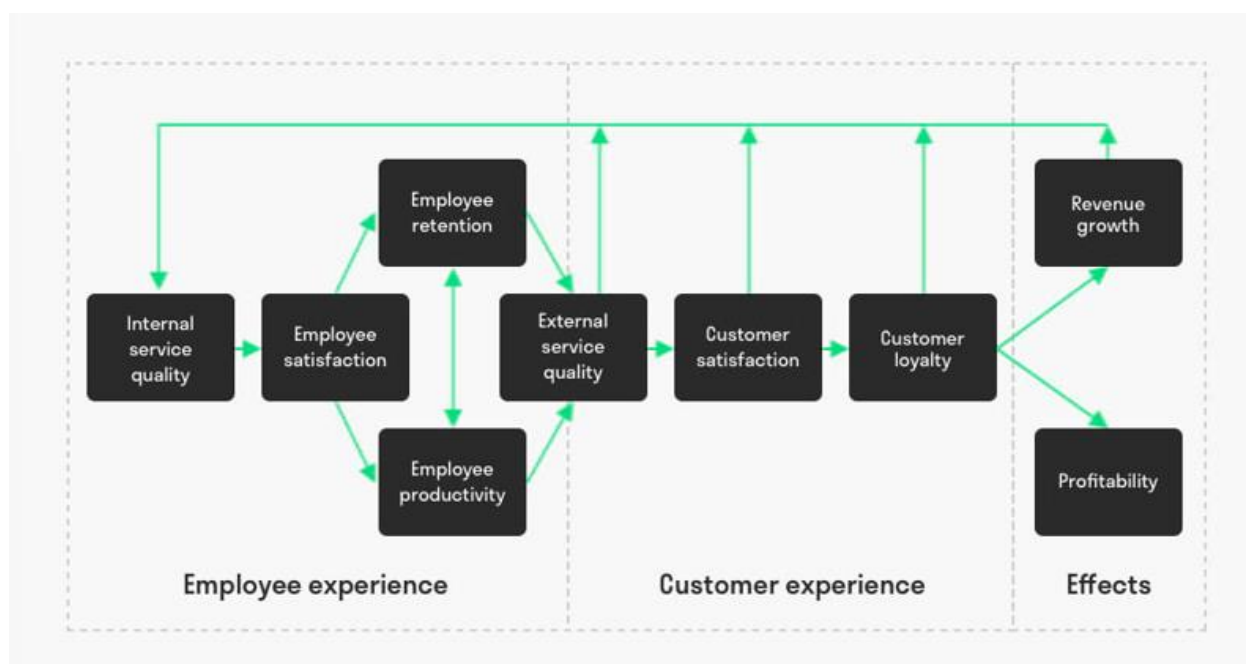 Employee
retention
Revenue
growth
Internal
service
quality
Employee
satisfaction
External
service
quality
Customer
satisfaction
Customer
loyalty
Employee
productivity
Profitability
Employee experience
Customer experience
Effects